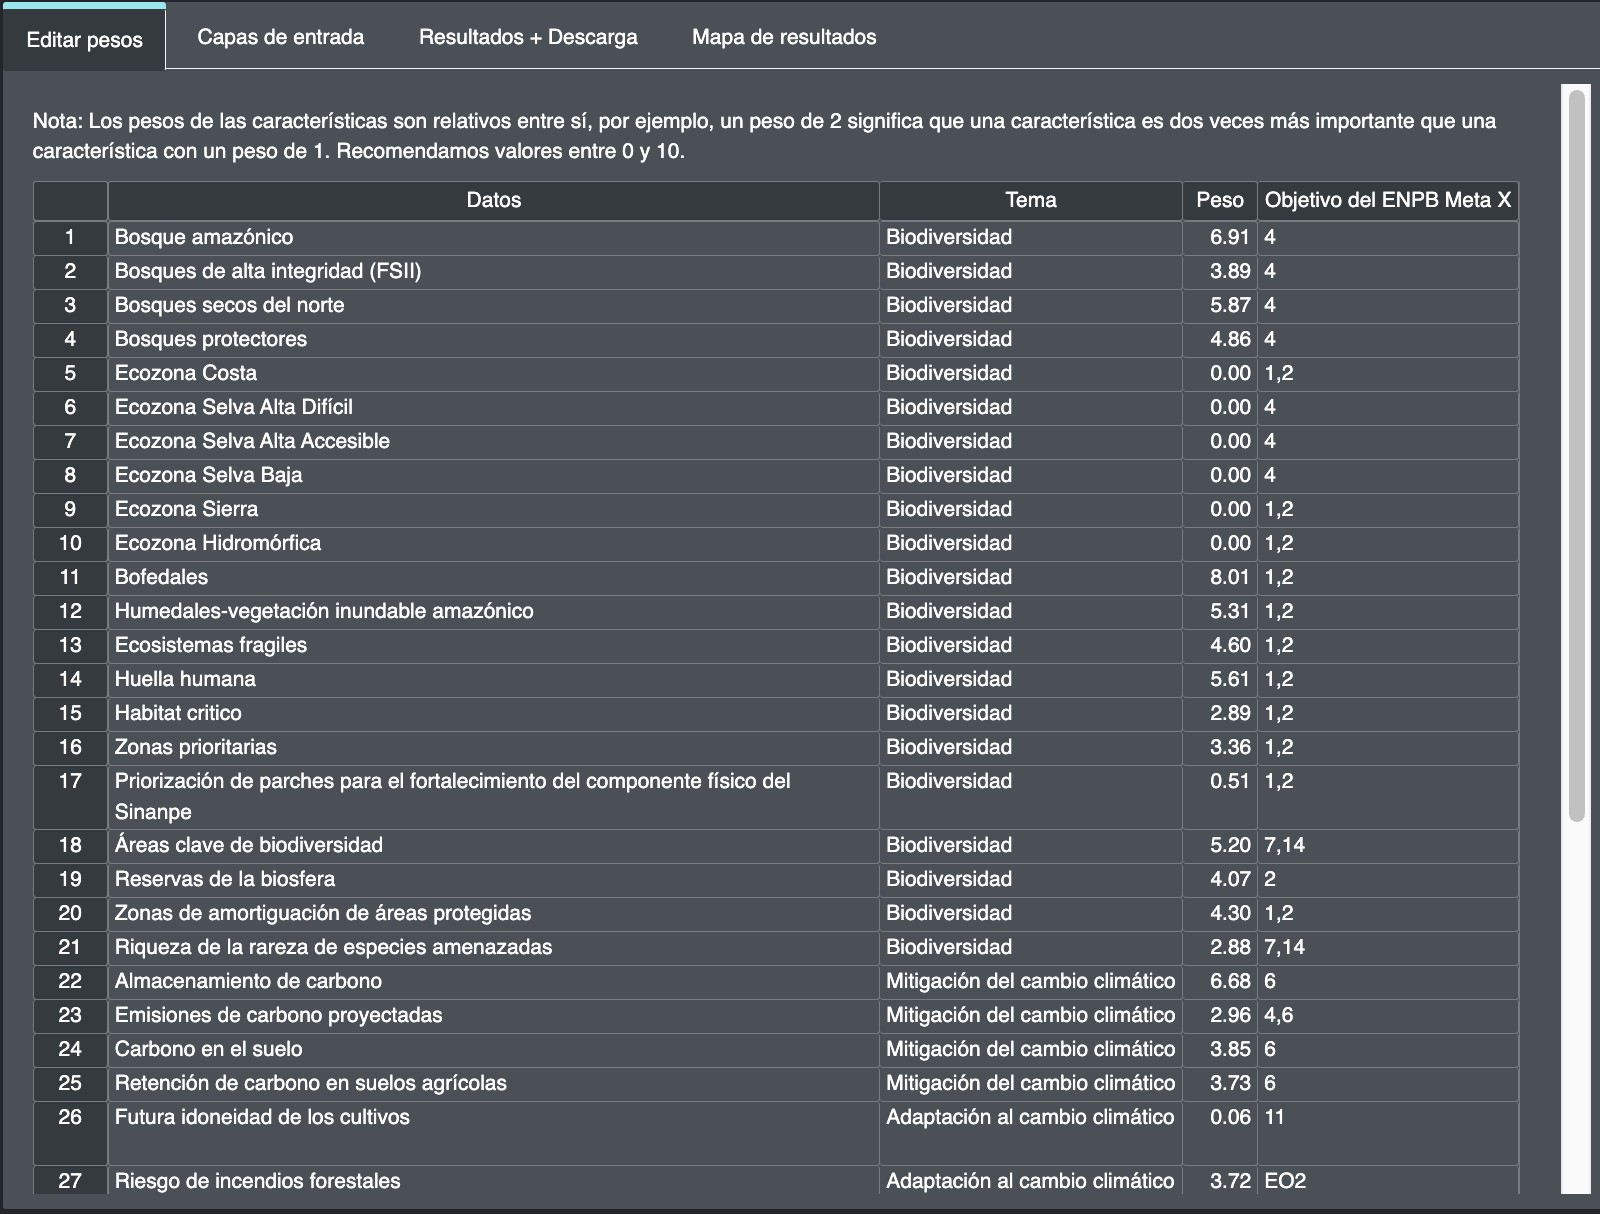 Editar pesos Capas de entrada Resultados + Descarga Mapa de resultados
Nota: Los pesos de las características son relativos entre sí, por ejemplo, un peso de 2 significa que una característica es dos veces más importante que una
característica con un peso de 1. Recomendamos valores entre 0 y 10.
Datos Tema Peso Objetivo del ENPB Meta X
1 Bosque amazónico Biodiversidad 6.91 4
2 Bosques de alta integridad (FSII) Biodiversidad 3.89 4
3 Bosques secos del norte Biodiversidad 5.87 4
4 Bosques protectores Biodiversidad 4.86 4
5 Ecozona Costa Biodiversidad 0.00 1,2
6 Ecozona Selva Alta Difícil Biodiversidad 0.00 4
7 Ecozona Selva Alta Accesible Biodiversidad 0.00 4
8 Ecozona Selva Baja Biodiversidad 0.00 4
9 Ecozona Sierra Biodiversidad 0.00 1,2
10 Ecozona Hidromórfica Biodiversidad 0.00 1,2
11 Bofedales Biodiversidad 8.01 1,2
12 Humedales-vegetación inundable amazónico Biodiversidad 5.31 1,2
13 Ecosistemas fragiles Biodiversidad 4.60 1,2
14 Huella humana Biodiversidad 5.61 1,2
15 Habitat critico Biodiversidad 2.89 1,2
16 Zonas prioritarias Biodiversidad 3.36 1,2
17 Priorización de parches para el fortalecimiento del componente físico del Biodiversidad 0.51 1,2
Sinanpe
18 Áreas clave de biodiversidad Biodiversidad 5.20 7,14
19 Reservas de la biosfera Biodiversidad 4.07 2
20 Zonas de amortiguación de áreas protegidas Biodiversidad 4.30 1,2
21 Riqueza de la rareza de especies amenazadas Biodiversidad 2.88 7,14
22 Almacenamiento de carbono Mitigación del cambio climático 6.68 6
23 Emisiones de carbono proyectadas Mitigación del cambio climático 2.96 4,6
24 Carbono en el suelo Mitigación del cambio climático 3.85 6
25 Retención de carbono en suelos agrícolas Mitigación del cambio climático 3.73 6
26 Futura idoneidad de los cultivos Adaptación al cambio climático 0.06 11
27 Riesgo de incendios forestales Adaptación al cambio climático 3.72 EO2